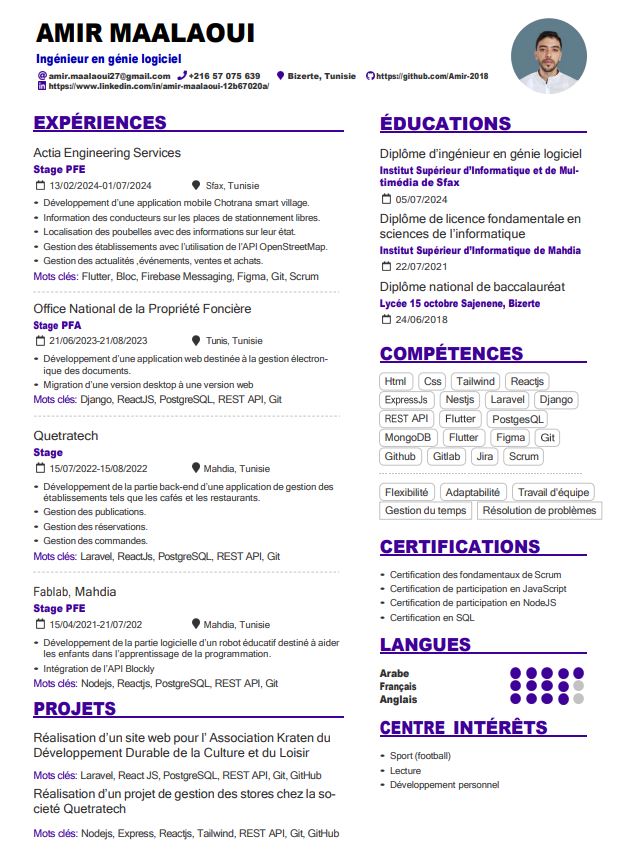 AMIR MAALAOUI
Ingénieur en génie logiciel
amir.maalaoui27@gmail.com +216 57 075 639 Bizerte, Tunisie https://github.com/Amir-2018
https://www.linkedin.com/in/amir-maalaoui-12b67020a/
EXPÉRIENCES
Actia Engineering Services
Stage PFE
13/02/2024-01/07/2024 Sfax, Tunisie
• Développement d'une application mobile Chotrana smart village.
• Information des conducteurs sur les places de stationnement libres.
• Localisation des poubelles avec des informations sur leur état.
• Gestion des établissements avec l'utilisation de l'API OpenStreetMap.
• Gestion des actualités ,événements, ventes et achats.
Mots clés: Flutter, Bloc, Firebase Messaging, Figma, Git, Scrum
Office National de la Propriété Foncière
Stage PFA
21/06/2023-21/08/2023 Tunis, Tunisie
• Développement d'une application web destinée à la gestion électron-
ique des documents.
• Migration d'une version desktop à une version web
Mots clés: Django, ReactJS, PostgreSQL, REST API, Git
Quetratech
Stage
15/07/2022-15/08/2022 Mahdia, Tunisie
• Développement de la partie back-end d'une application de gestion des
établissements tels que les cafés et les restaurants.
• Gestion des publications.
• Gestion des réservations.
• Gestion des commandes.
Mots clés: Laravel, ReactJs, PostgreSQL, REST API, Git
Fablab, Mahdia
Stage PFE
15/04/2021-21/07/202 Mahdia, Tunisie
• Développement de la partie logicielle d'un robot éducatif destiné à aider
les enfants dans l'apprentissage de la programmation.
• Intégration de l'API Blockly
Mots clés: Nodejs, Reactjs, PostgreSQL, REST API, Git
PROJETS
Réalisation d'un site web pour l' Association Kraten du
Développement Durable de la Culture et du Loisir
Mots clés: Laravel, React JS, PostgreSQL, REST API, Git, GitHub
Réalisation d'un projet de gestion des stores chez la so-
cieté Quetratech
Mots clés: Nodejs, Express, Reactjs, Tailwind, REST API, Git, GitHub
ÉDUCATIONS
Diplôme d'ingénieur en génie logiciel
Institut Supérieur d'Informatique et de Mul-
timédia de Sfax
05/07/2024
Diplôme de licence fondamentale en
sciences de l'informatique
Institut Supérieur d'Informatique de Mahdia
22/07/2021
Diplôme national de baccalauréat
Lycée 15 octobre Sajenene, Bizerte
24/06/2018
COMPÉTENCES
Html Css Tailwind Reactjs
ExpressJs Nestjs Laravel Django
REST API Flutter PostgesQL
MongoDB Flutter Figma Git
Github Gitlab Jira Scrum
Flexibilité Adaptabilité Travail d'équipe
Gestion du temps Résolution de problèmes
CERTIFICATIONS
• Certification des fondamentaux de Scrum
• Certification de participation en JavaScript
• Certification de participation en NodeJS
• Certification en SQL
LANGUES
Arabe
Français
Anglais
CENTRE INTÉRÊTS
• Sport (football)
• Lecture
• Développement personnel